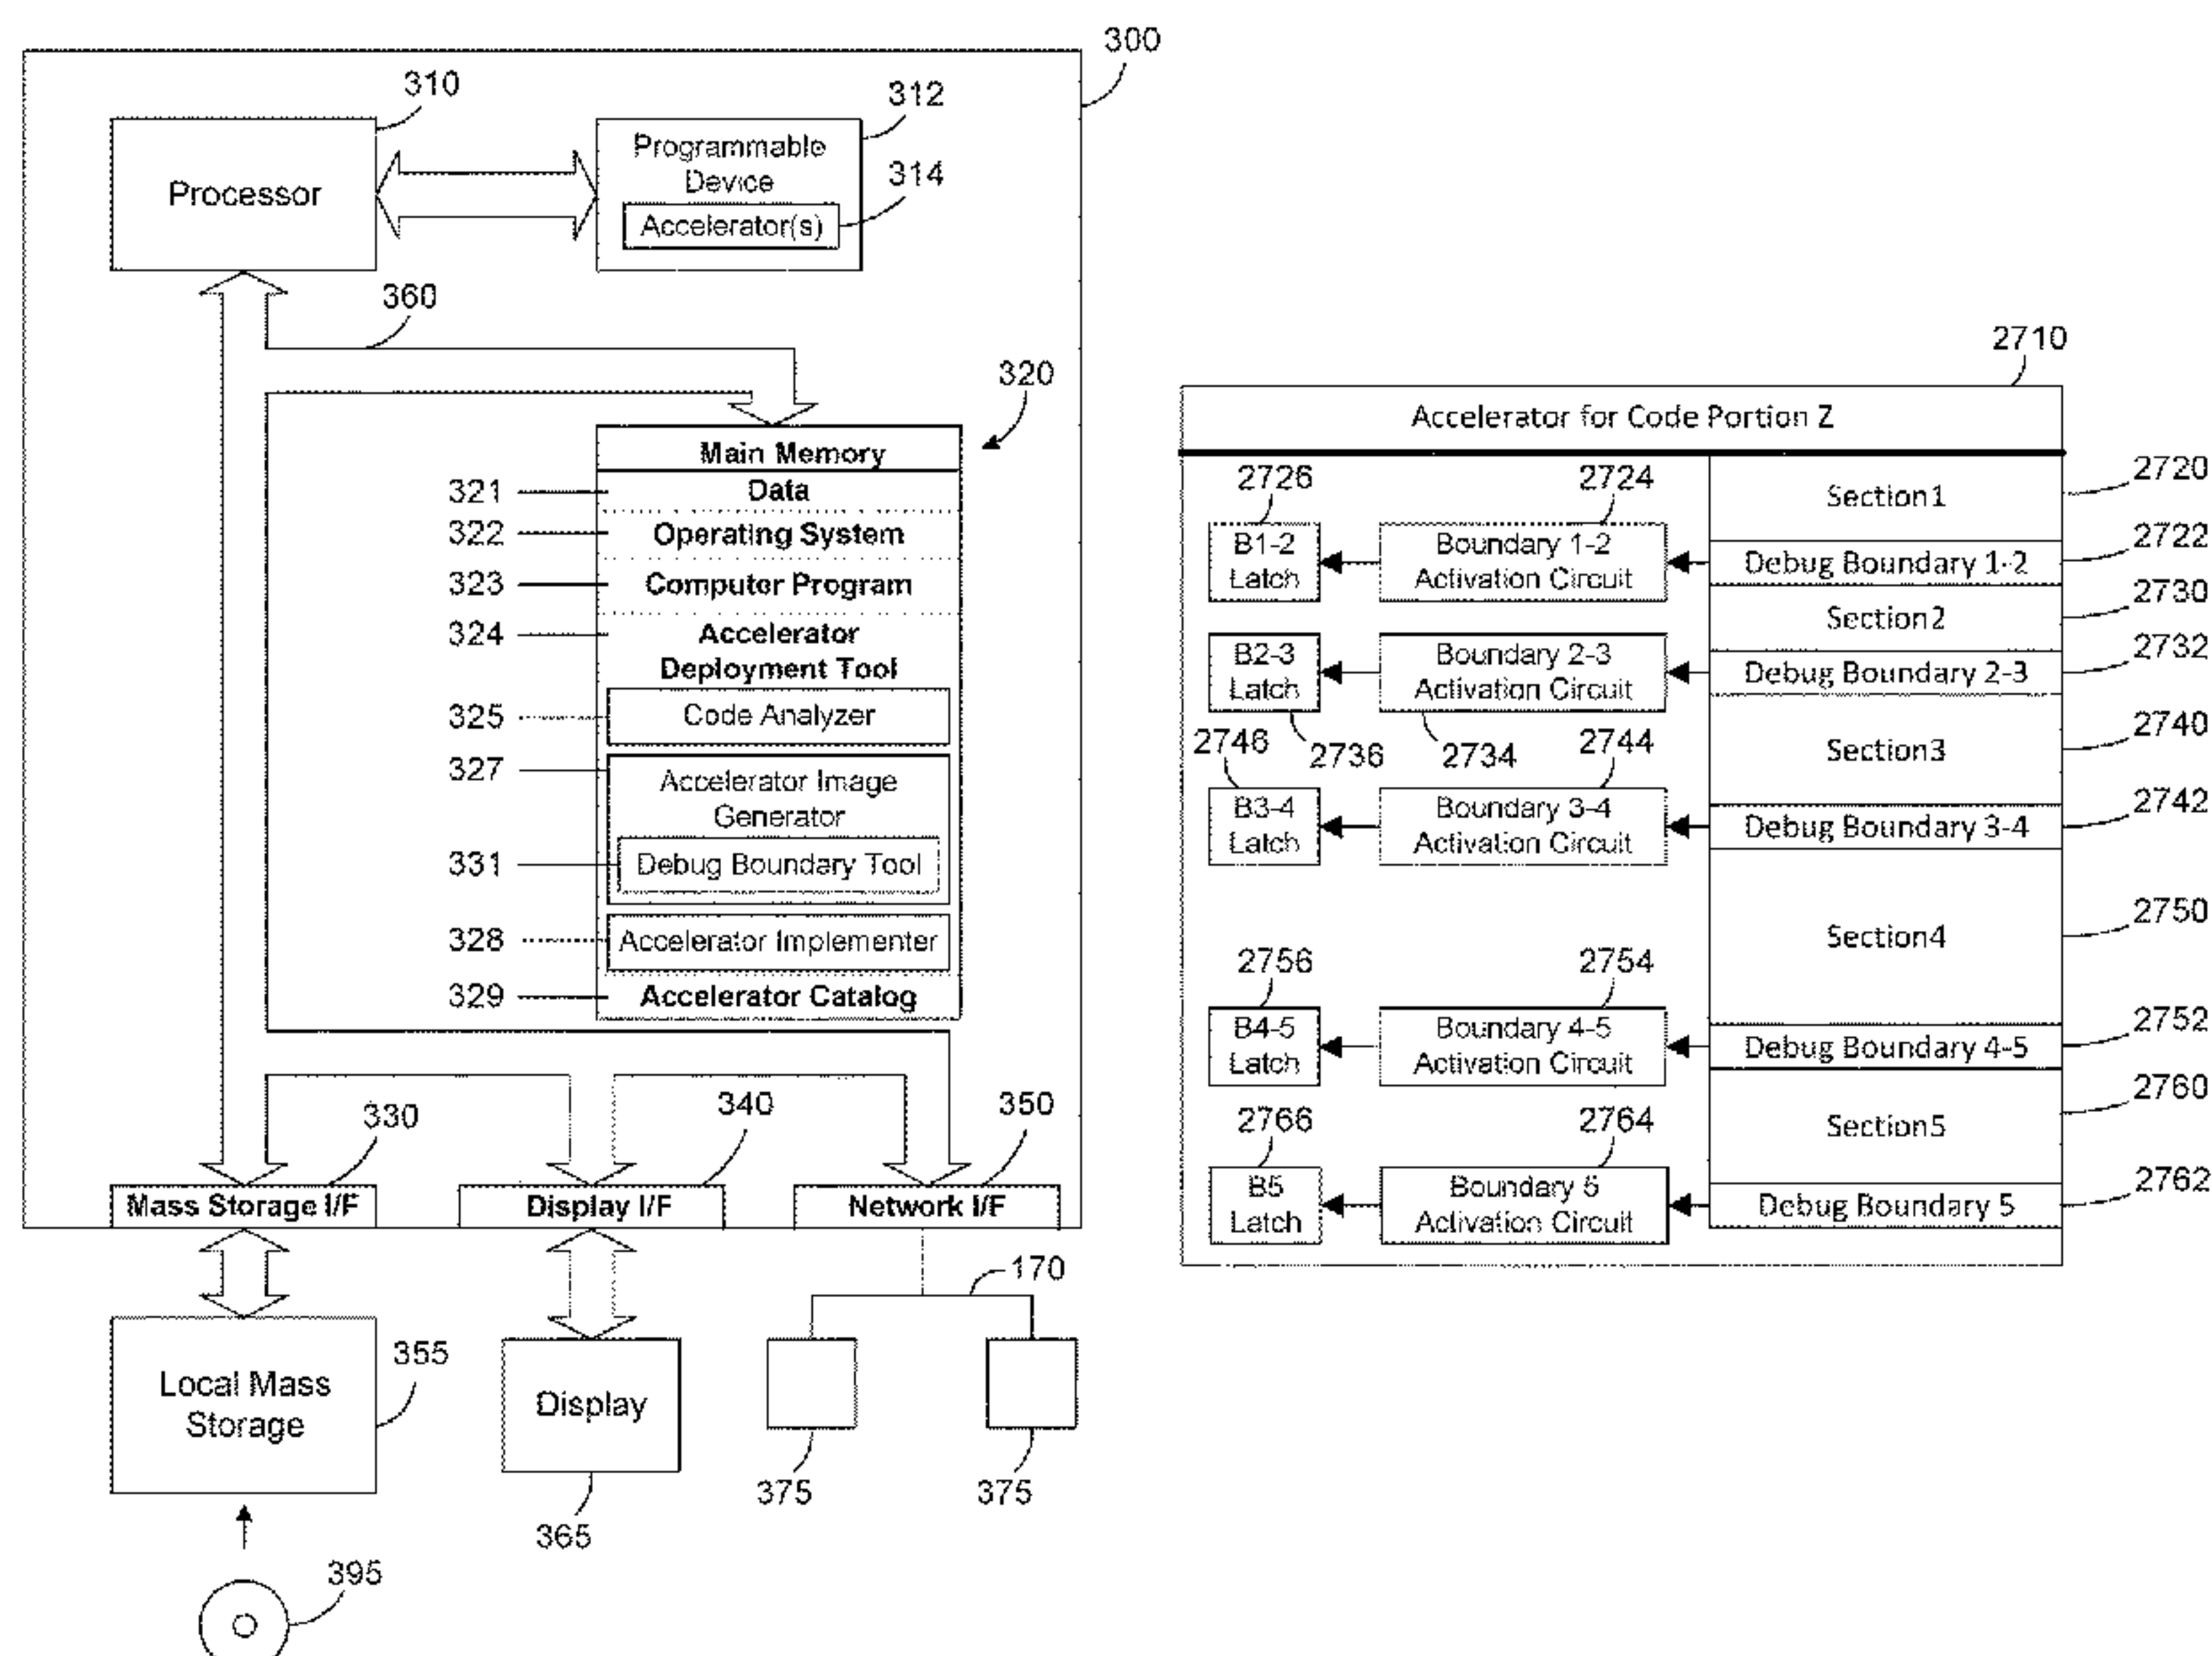 300
310
312
Processor
Programmable
Device
314
Accelerator(s)
360
320
Main Memory
321
Data
322
Operating System
323
Computer Program
324
Accelerator
Deployment Tool
325
Code Analyzer
327
Accelerator Image
Generator
331
Debug Boundary Tool
328
Accelerator Implementer
329
Accelerator Catalog
330
340
350
Mass Storage I/F
Display I/F
Network I/F
170
355
Local Mass
Storage
Display
375
375
365
395
2710
Accelerator for Code Portion Z
2726
2724
Section1
2720
B1-2
Latch
Boundary 1-2
Activation Circuit
Debug Boundary 1-2
2722
Section2
2730
B2-3
Latch
Boundary 2-3
Activation Circuit
Debug Boundary 2-3
2732
2736
2734
2746
2744
Section3
2740
B3-4
Latch
Boundary 3-4
Activation Circuit
Debug Boundary 3-4
2742
Section4
2750
2756
2754
B4-5
Latch
Boundary 4-5
Activation Circuit
Debug Boundary 4-5
2752
2766
2764
Section5
2760
B5
Latch
Boundary 5
Activation Circuit
Debug Boundary 5
2762